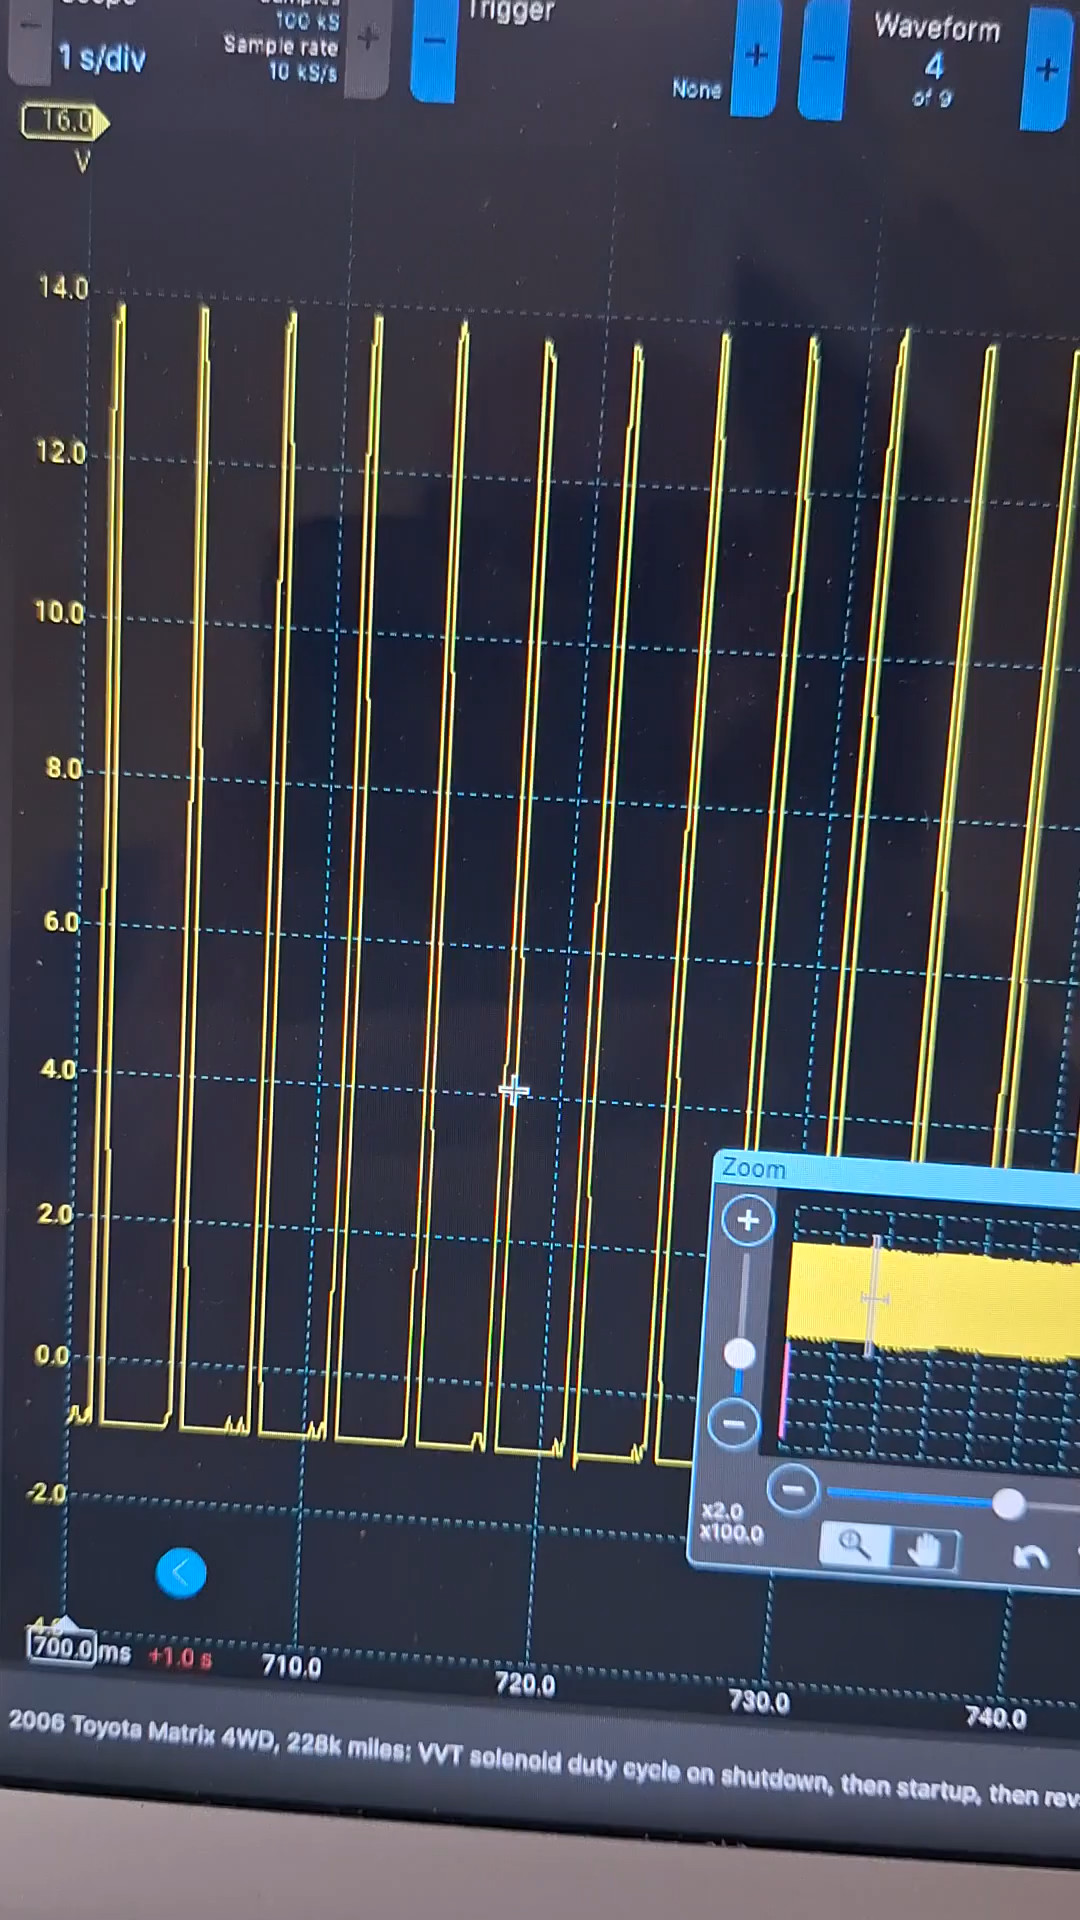 1 s/div
100 kS
Sample rate
10 kS/s
Trigger
None
Waveform
4
of 9
16.0
V
14.0
12.0
10.0
8.0
6.0
4.0
2.0
0.0
-2.0
Zoom
x2.0
x100.0
700.0 ms
+1.0 s
710.0
720.0
730.0
740.0
2006 Toyota Matrix 4WD, 228k miles: VVT solenoid duty cycle on shutdown, then startup, then rev